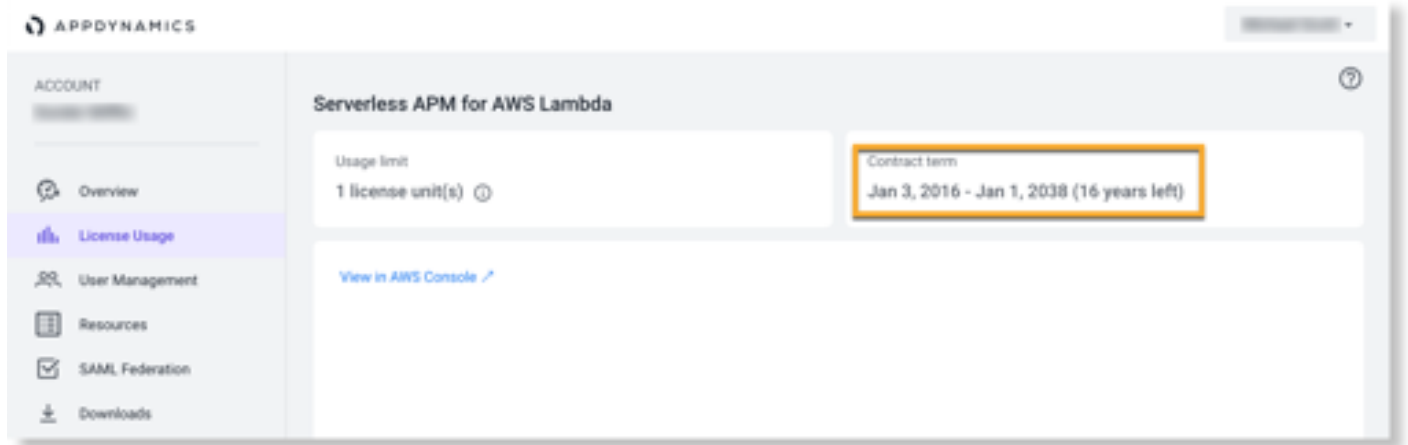 APPDYNAMICS
ACCOUNT
Overview
License Usage
User Management
Resources
SAML Federation
Downloads
Serverless APM for AWS Lambda
Usage limit
1 license unit(s)
Contract term
Jan 3, 2016 - Jan 1, 2038 (16 years left)
View in AWS Console